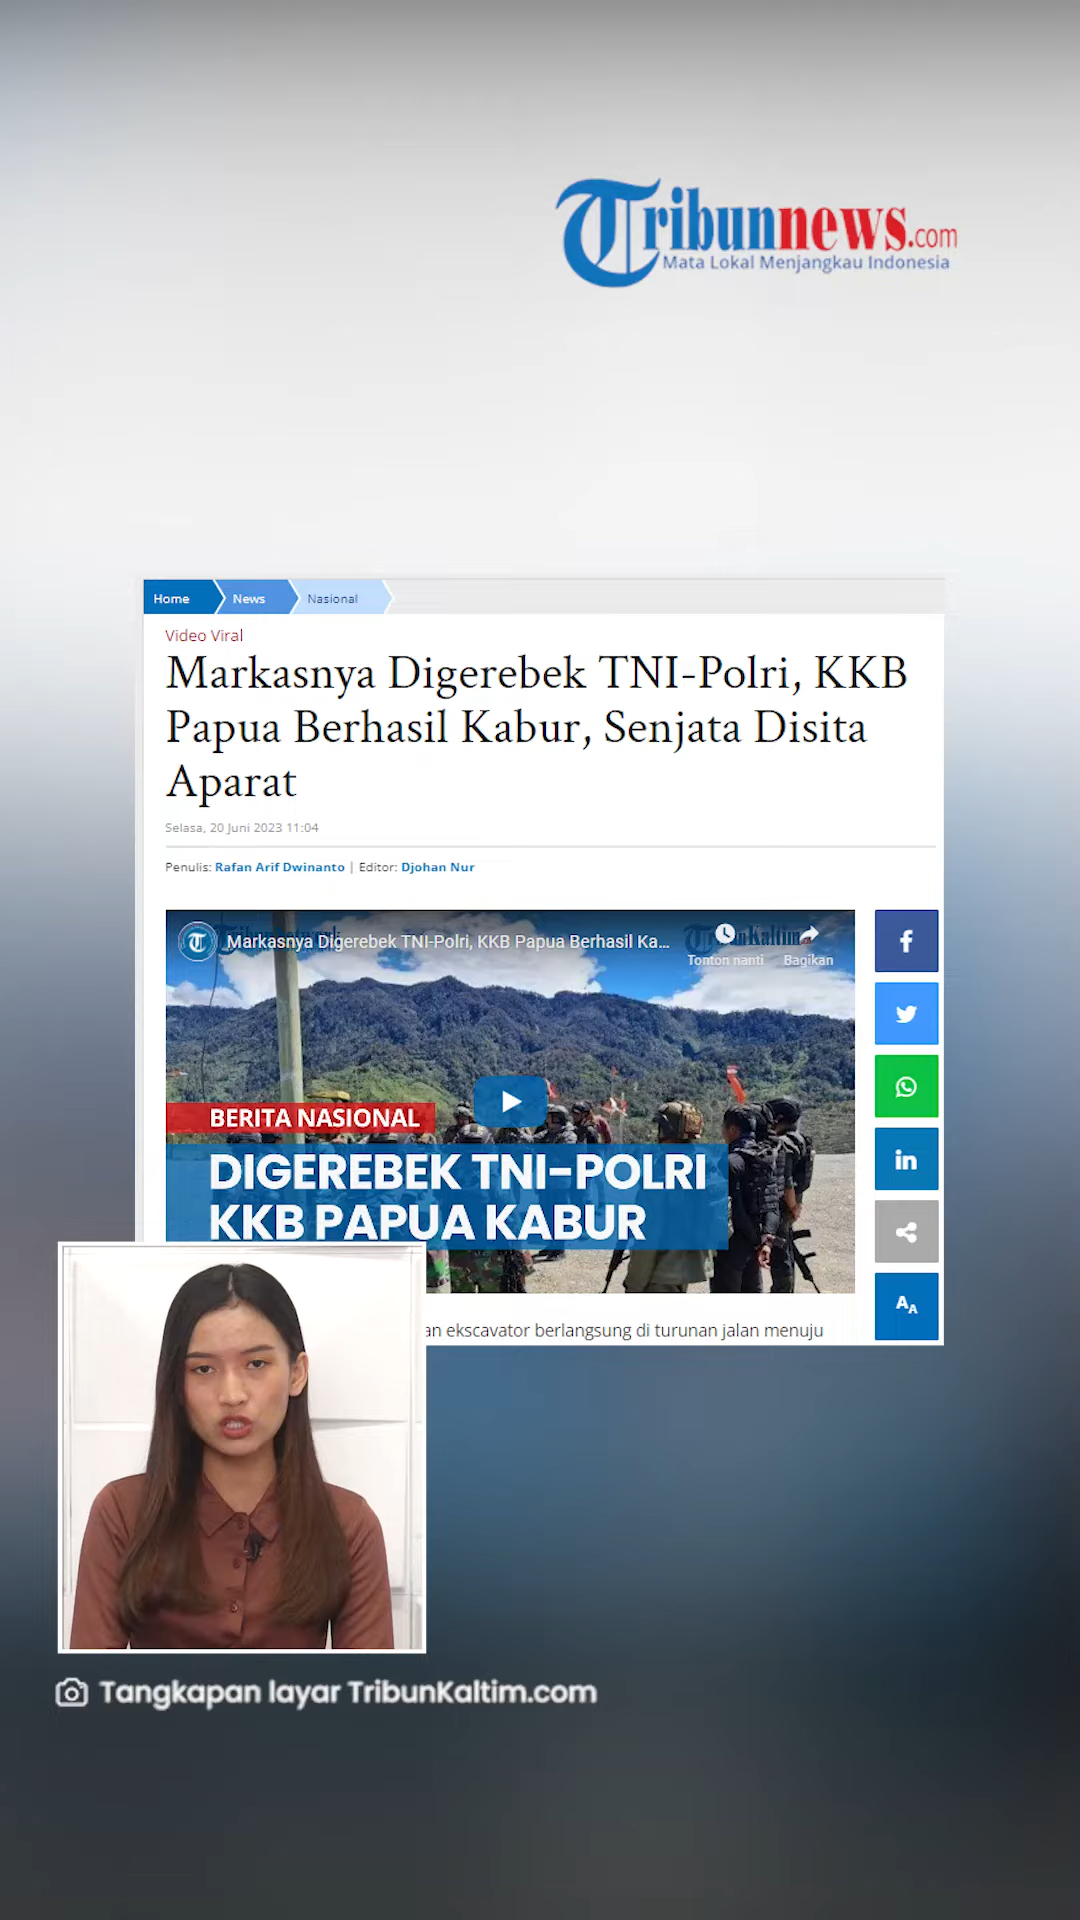 Tribunnews.com
Mata Lokal Menjangkau Indonesia
Home News Nasional
Video Viral
Markasnya Digerebek TNI-Polri, KKB
Papua Berhasil Kabur, Senjata Disita
Aparat
Selasa, 20 Juni 2023 11:04
Penulis: Rafan Arif Dwinanto | Editor: Djohan Nur
Markasnya Digerebek TNI-Polri, KKB Papua Berhasil Ka...
Tonton nanti Bagikan
BERITA NASIONAL
DIGEREBEK TNI-POLRI
KKB PAPUA KABUR
ekscavator berlangsung di turunan jalan menuju
Tangkapan layar TribunKaltim.com